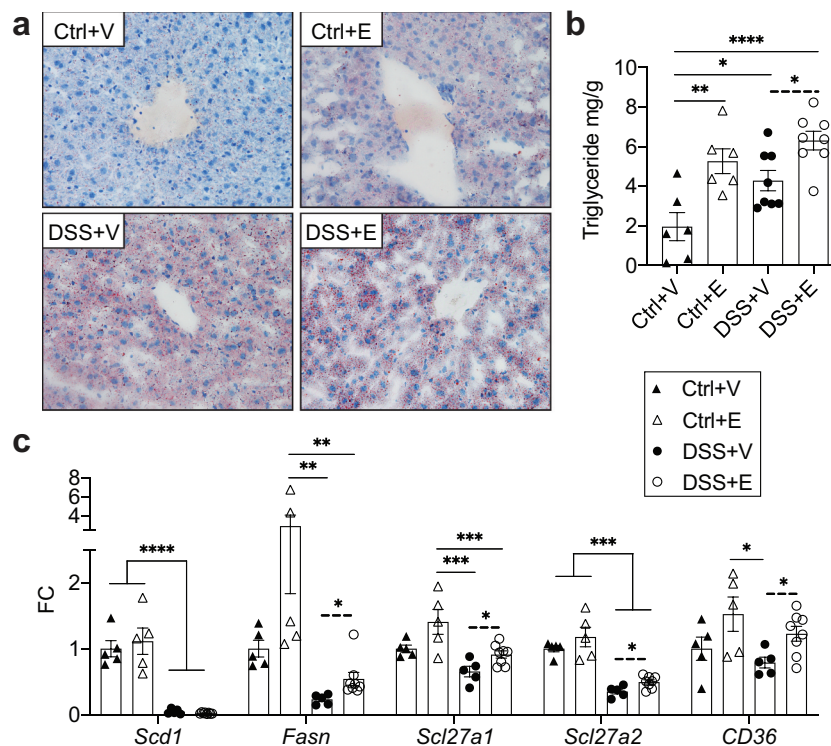 a
Ctrl+V
Ctrl+E
DSS+V
DSS+E
b
Triglyceride mg/g
10
8
6
4
2
0
****
*
**
*
Ctrl+V
Ctrl+E
DSS+V
DSS+E
▲ Ctrl+V
△ Ctrl+E
● DSS+V
○ DSS+E
c
FC
8
6
4
2
1
0
****
**
**
*
***
***
*
***
*
*
*
Scd1
Fasn
Scl27a1
Scl27a2
CD36